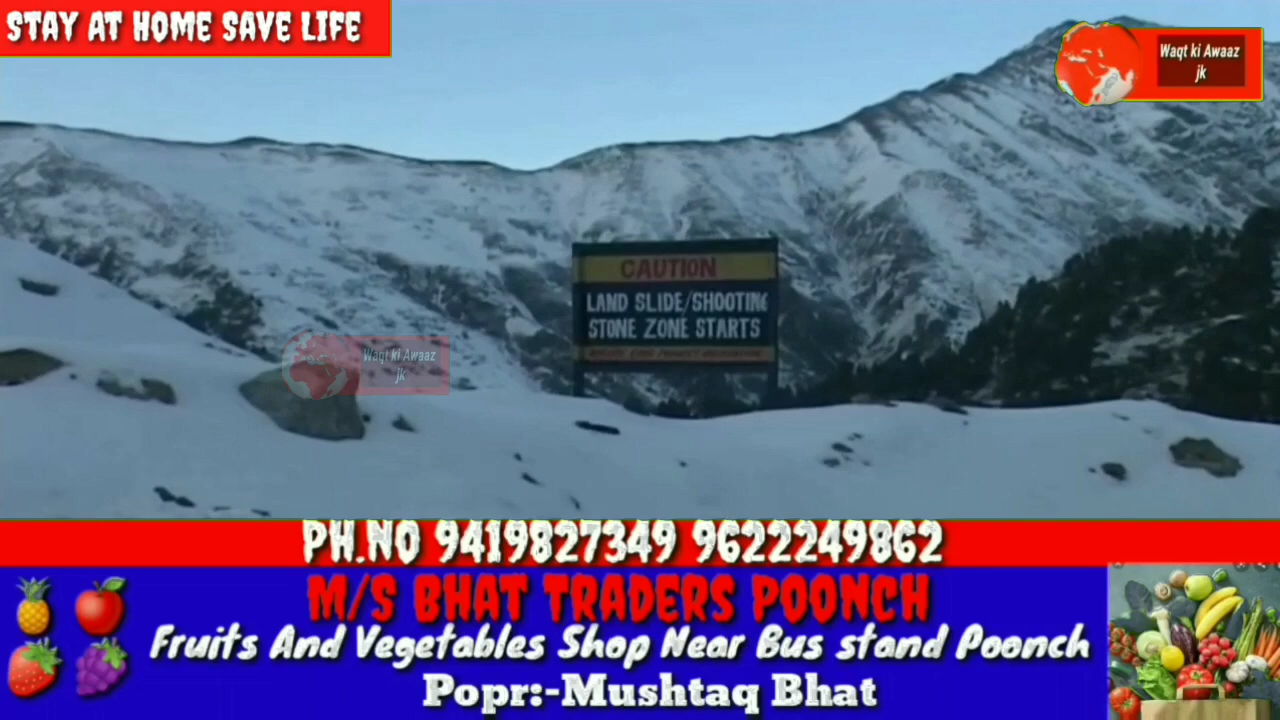 STAY AT HOME SAVE LIFE
Waqt ki Awaaz
jk
CAUTION
LAND SLIDE/SHOOTING
STONE ZONE STARTS
Waqt ki Awaaz
jk
PH.NO 9419827349 9622249862
M/S BHAT TRADERS POONCH
Fruits And Vegetables Shop Near Bus stand Poonch
Popr:-Mushtaq Bhat